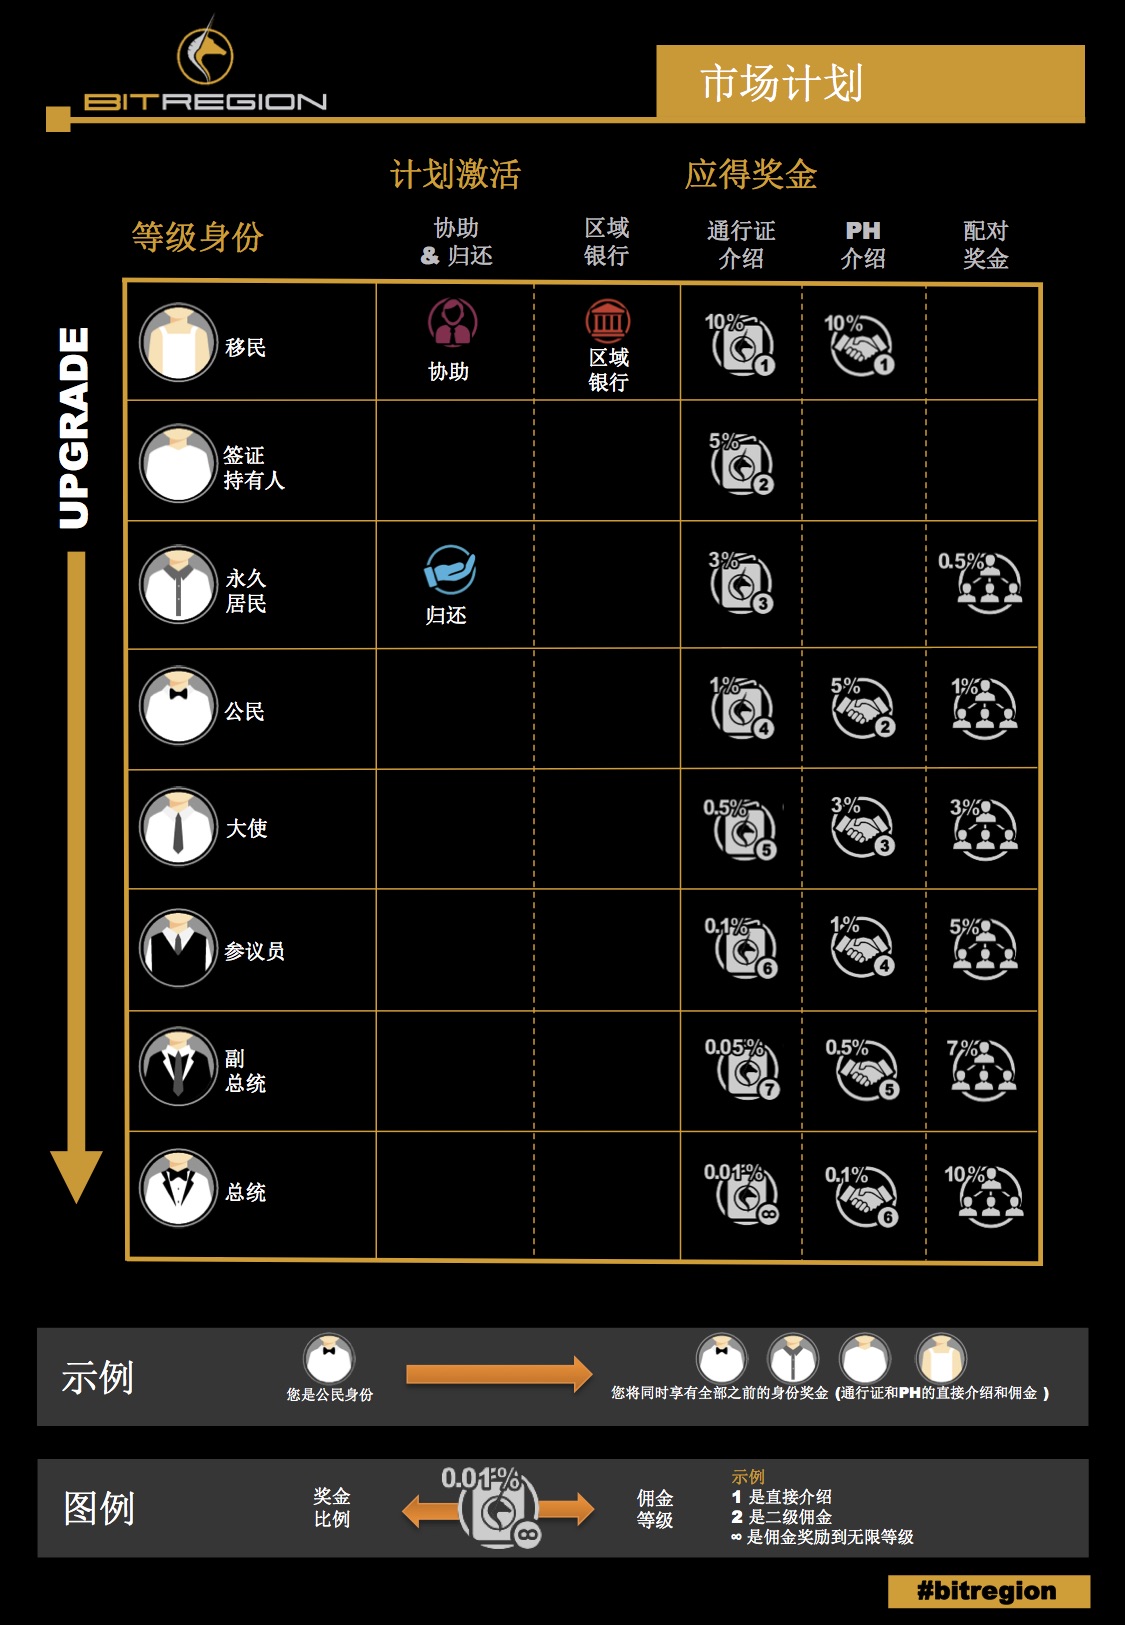 BITREGION
市场计划
计划激活
应得奖金
等级身份
协助
& 归还
区域
银行
通行证
介绍
PH
介绍
配对
奖金
UPGRADE
移民
协助
区域
银行
10%
1
10%
1
签证
持有人
5%
2
永久
居民
归还
3%
3
0.5%
公民
1%
4
5%
2
1%
大使
0.5%
5
3%
3
3%
参议员
0.1%
6
1%
4
5%
副
总统
0.05%
7
0.5%
5
7%
总统
0.01%
∞
0.1%
6
10%
示例
您是公民身份
您将同时享有全部之前的身份奖金 (通行证和PH的直接介绍和佣金 )
图例
奖金
比例
0.01%
∞
佣金
等级
示例
1 是直接介绍
2 是二级佣金
∞ 是佣金奖励到无限等级
#bitregion